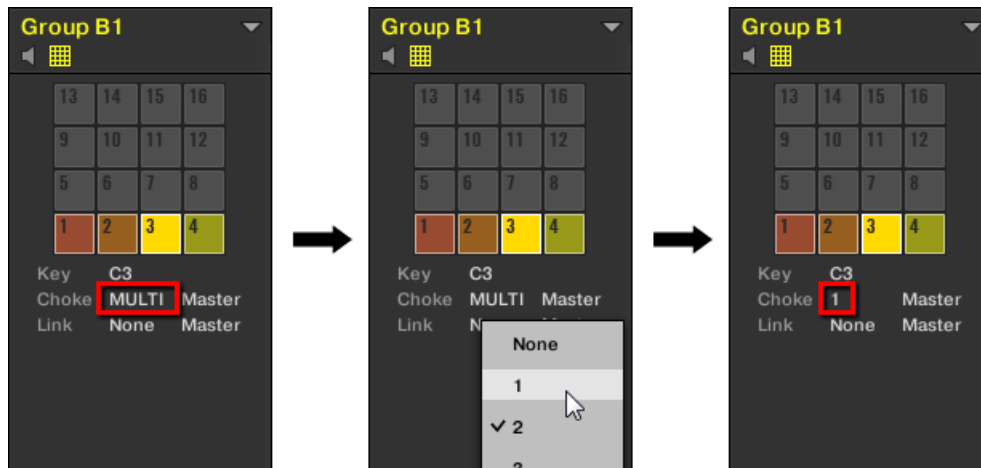 Group B1
13 14 15 16
9 10 11 12
5 6 7 8
1 2 3 4
Key C3
Choke MULTI Master
Link None Master
Group B1
13 14 15 16
9 10 11 12
5 6 7 8
1 2 3 4
Key C3
Choke MULTI Master
Link
None
1
2
Group B1
13 14 15 16
9 10 11 12
5 6 7 8
1 2 3 4
Key C3
Choke 1 Master
Link None Master